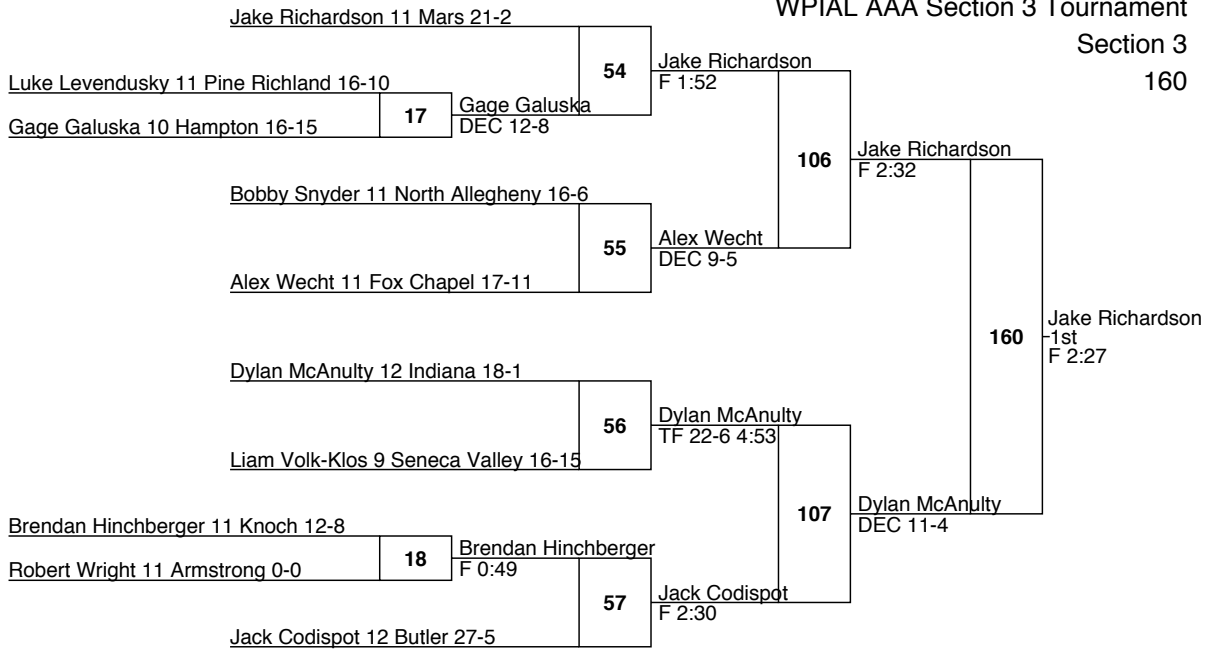 WPIAL AAA Section 3 Tournament
Section 3
160
Jake Richardson 11 Mars 21-2
54
Jake Richardson
F 1:52
Luke Levendusky 11 Pine Richland 16-10
17
Gage Galuska
DEC 12-8
Gage Galuska 10 Hampton 16-15
106
Jake Richardson
F 2:32
Bobby Snyder 11 North Allegheny 16-6
55
Alex Wecht
DEC 9-5
Alex Wecht 11 Fox Chapel 17-11
160
Jake Richardson
1st
F 2:27
Dylan McAnulty 12 Indiana 18-1
56
Dylan McAnulty
TF 22-6 4:53
Liam Volk-Klos 9 Seneca Valley 16-15
107
Dylan McAnulty
DEC 11-4
Brendan Hinchberger 11 Knoch 12-8
18
Brendan Hinchberger
F 0:49
Robert Wright 11 Armstrong 0-0
57
Jack Codispot
F 2:30
Jack Codispot 12 Butler 27-5